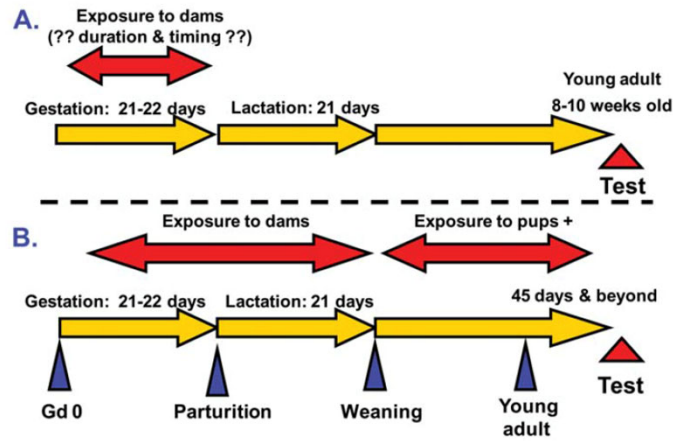 A.
Exposure to dams
(?? duration & timing ??)
Gestation: 21-22 days
Lactation: 21 days
Young adult
8-10 weeks old
Test
B.
Exposure to dams
Exposure to pups +
Gestation: 21-22 days
Lactation: 21 days
45 days & beyond
Test
Gd 0
Parturition
Weaning
Young
adult